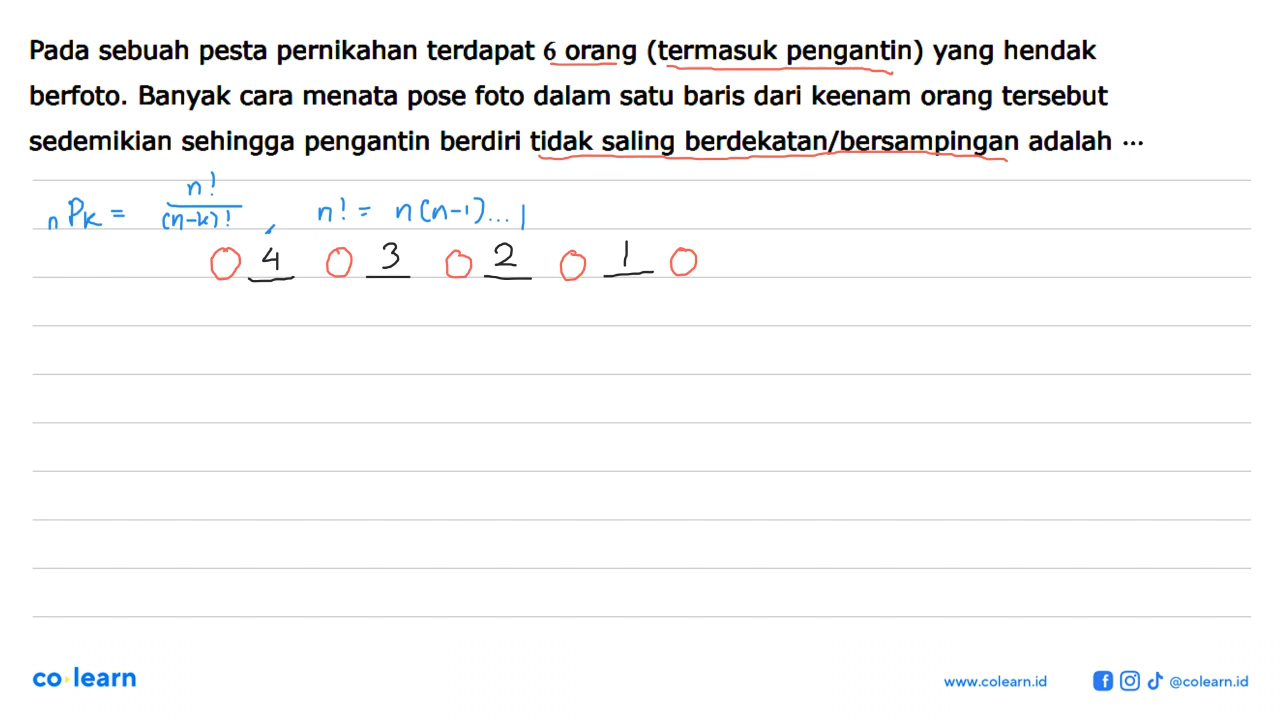 Pada sebuah pesta pernikahan terdapat 6 orang (termasuk pengantin) yang hendak
berfoto. Banyak cara menata pose foto dalam satu baris dari keenam orang tersebut
sedemikian sehingga pengantin berdiri tidak saling berdekatan/bersampingan adalah ...
nPk = n!/(n-k)! , n! = n(n-1)...1
O 4 O 3 O 2 O 1 O
co learn
www.colearn.id
@colearn.id